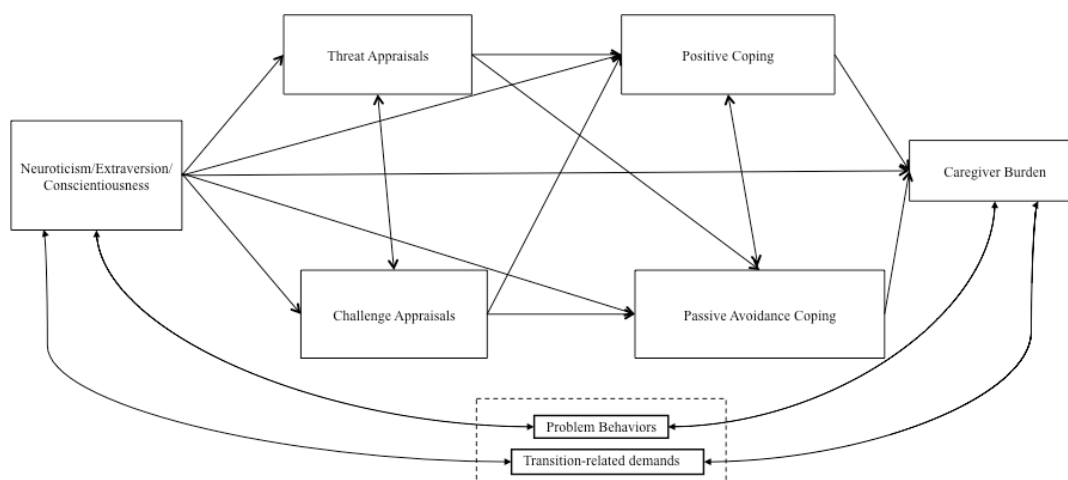 Threat Appraisals
Positive Coping
Neuroticism/Extraversion/
Conscientiousness
Caregiver Burden
Challenge Appraisals
Passive Avoidance Coping
Problem Behaviors
Transition-related demands